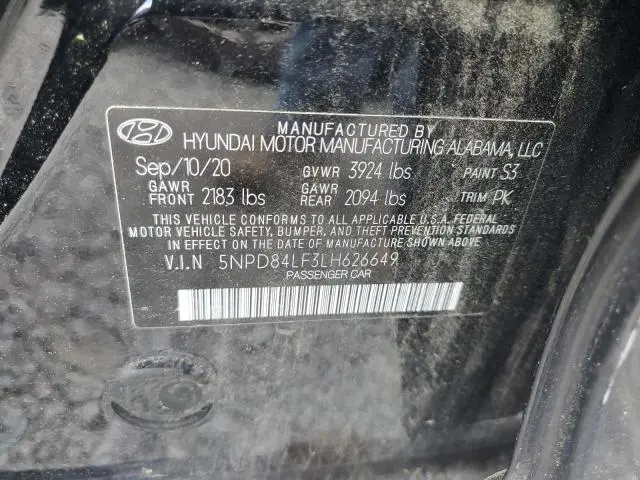 MANUFACTURED BY
HYUNDAI MOTOR MANUFACTURING ALABAMA, LLC
Sep/10/20 GVWR 3924 lbs PAINT S3
GAWR FRONT 2183 lbs GAWR REAR 2094 lbs TRIM PK
THIS VEHICLE CONFORMS TO ALL APPLICABLE U.S.A. FEDERAL
MOTOR VEHICLE SAFETY, BUMPER, AND THEFT PREVENTION STANDARDS
IN EFFECT ON THE DATE OF MANUFACTURE SHOWN ABOVE.
V.I.N 5NPD84LF3LH626649
PASSENGER CAR